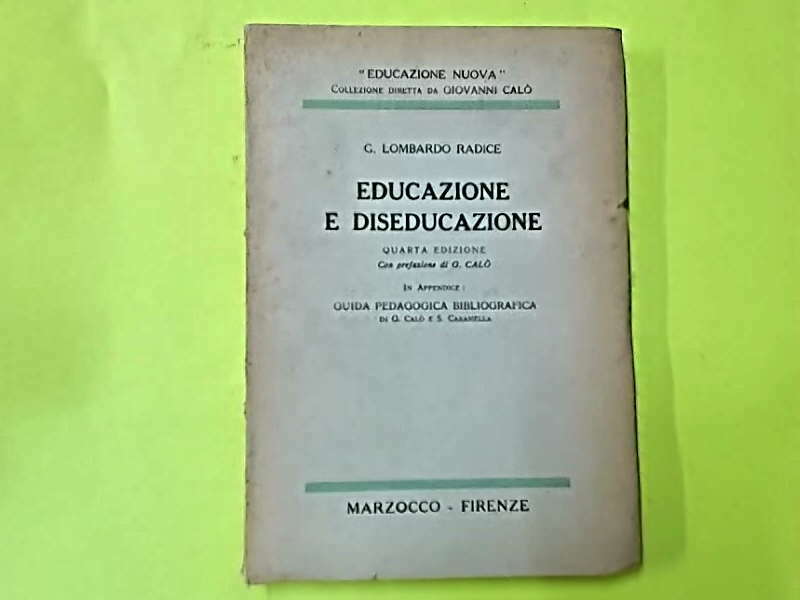 "EDUCAZIONE NUOVA"
COLLEZIONE DIRETTA DA GIOVANNI CALÒ
G. LOMBARDO RADICE
EDUCAZIONE
E DISEDUCAZIONE
QUARTA EDIZIONE
Con prefazione di G. CALÒ
IN APPENDICE:
GUIDA PEDAGOGICA BIBLIOGRAFICA
DI G. CALÒ E S. CARAMELLA
MARZOCCO - FIRENZE